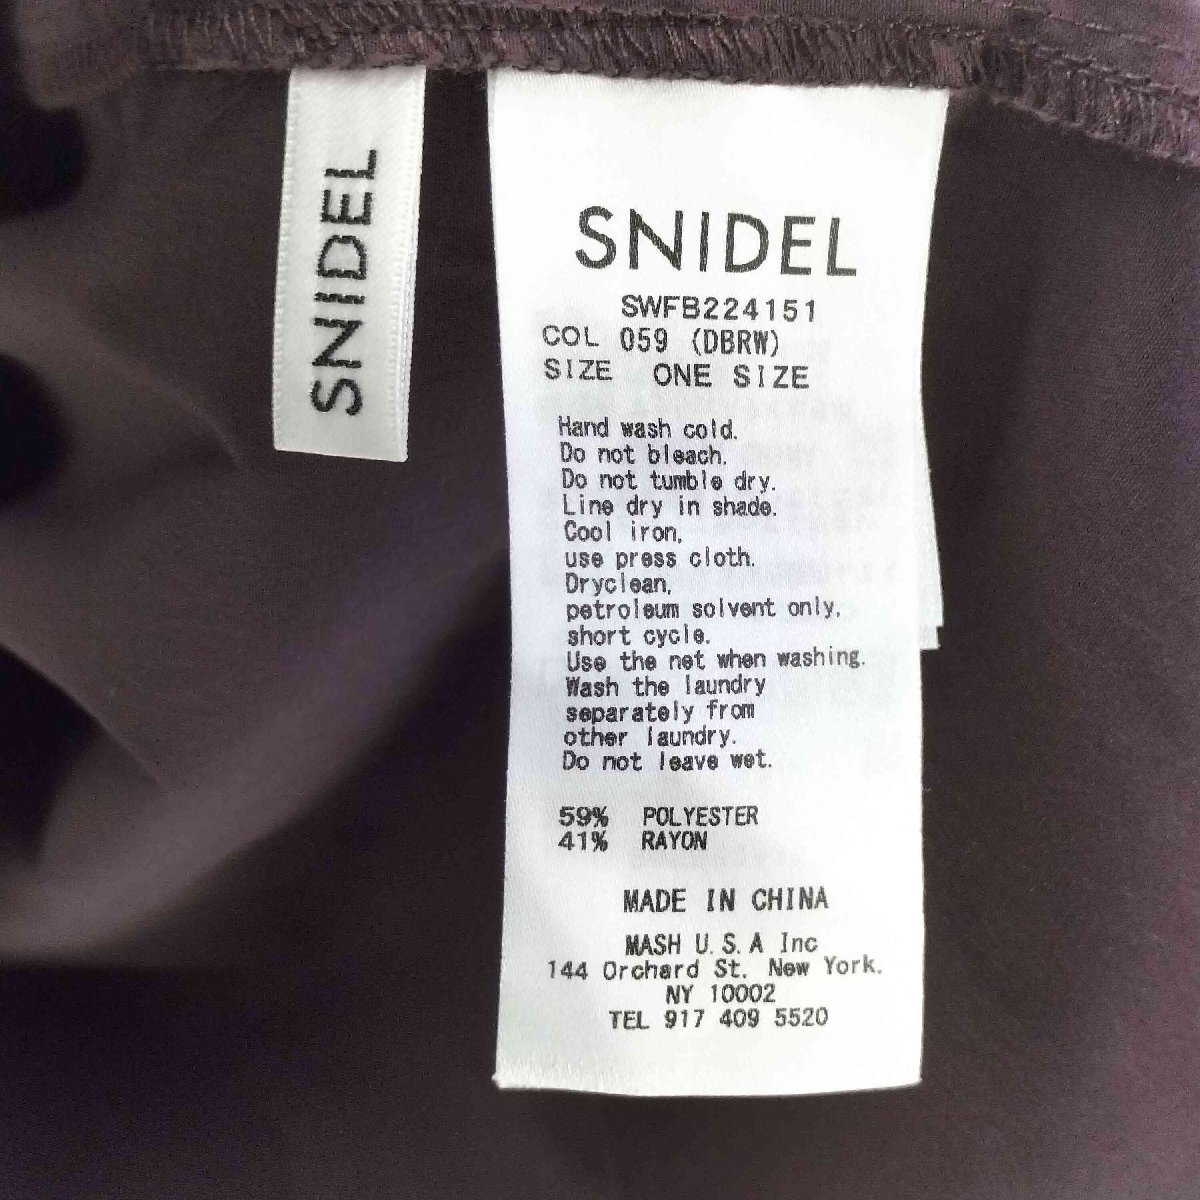 SNIDEL
SNIDEL
SWFB224151
COL 059 (DBRW)
SIZE ONE SIZE
Hand wash cold.
Do not bleach.
Do not tumble dry.
Line dry in shade.
Cool iron,
use press cloth.
Dryclean,
petroleum solvent only,
short cycle.
Use the net when washing.
Wash the laundry
separately from
other laundry.
Do not leave wet.
59% POLYESTER
41% RAYON
MADE IN CHINA
MASH U.S.A Inc
144 Orchard St. New York.
NY 10002
TEL 917 409 5520